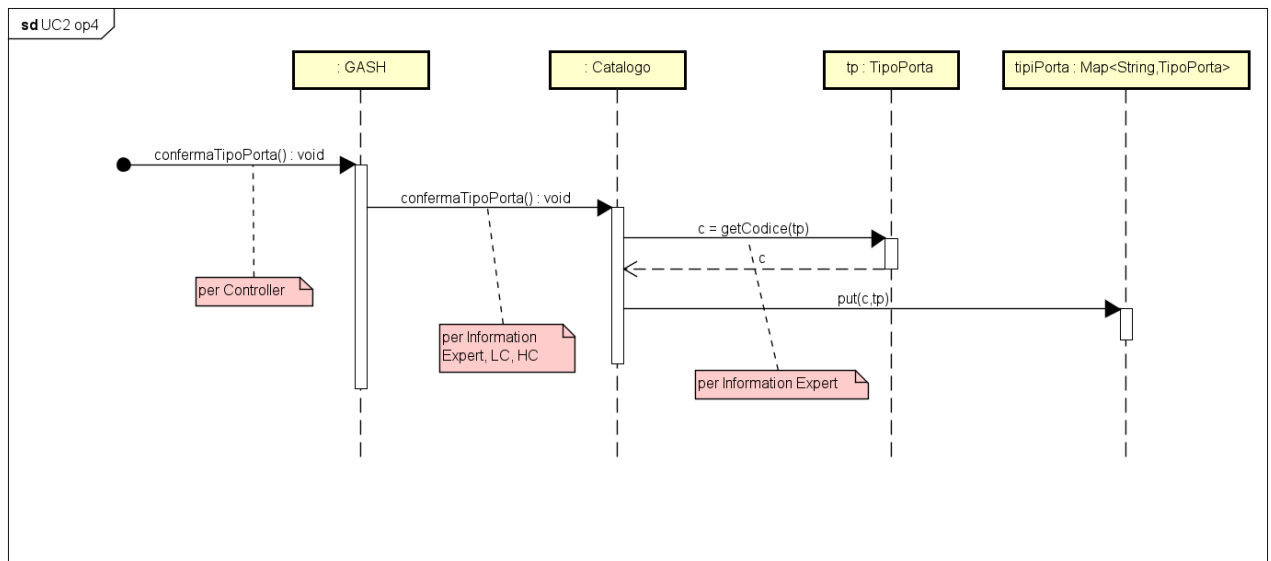 sd UC2 op4
: GASH
: Catalogo
tp : TipoPorta
tipiPorta : Map<String,TipoPorta>
confermaTipoPorta() : void
confermaTipoPorta() : void
c = getCodice(tp)
c
per Controller
put(c,tp)
per Information
Expert, LC, HC
per Information Expert